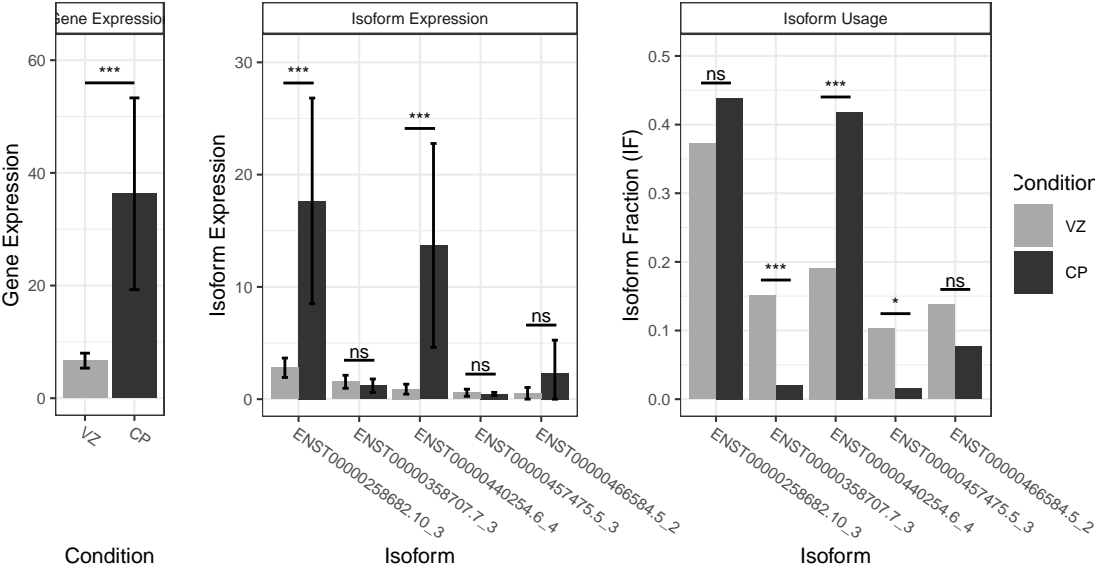 Gene Expression
Gene Expression
60
40
20
0
***
VZ
CP
Condition
Isoform Expression
Isoform Expression
30
20
10
0
***
ns
***
ns
ns
ENST00000258682.10_3
ENST00000358707.7_3
ENST00000440254.6_4
ENST00000457475.5_3
ENST00000466584.5_2
Isoform
Isoform Usage
Isoform Fraction (IF)
0.5
0.4
0.3
0.2
0.1
0.0
ns
***
***
*
ns
ENST00000258682.10_3
ENST00000358707.7_3
ENST00000440254.6_4
ENST00000457475.5_3
ENST00000466584.5_2
Isoform
Condition
VZ
CP